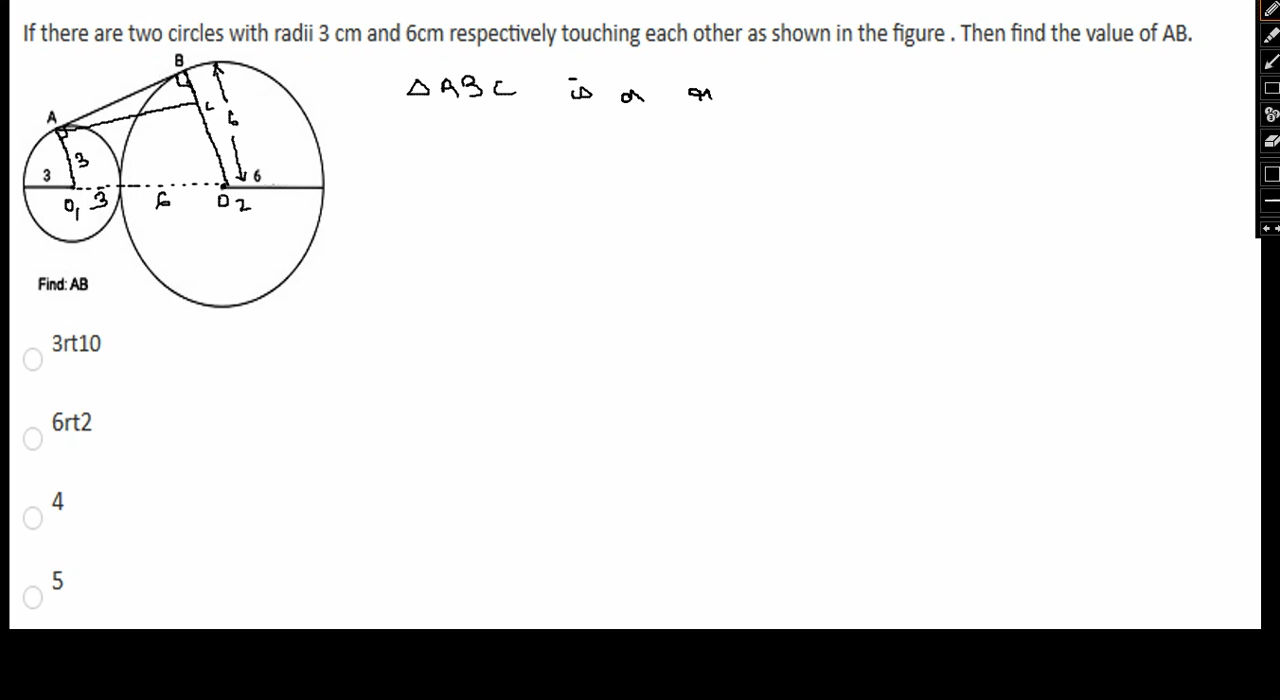 If there are two circles with radii 3 cm and 6cm respectively touching each other as shown in the figure . Then find the value of AB.
B
Δ ABC is a
A
C
6
3
3
6
O1
3
6
O2
Find: AB
3rt10
6rt2
4
5